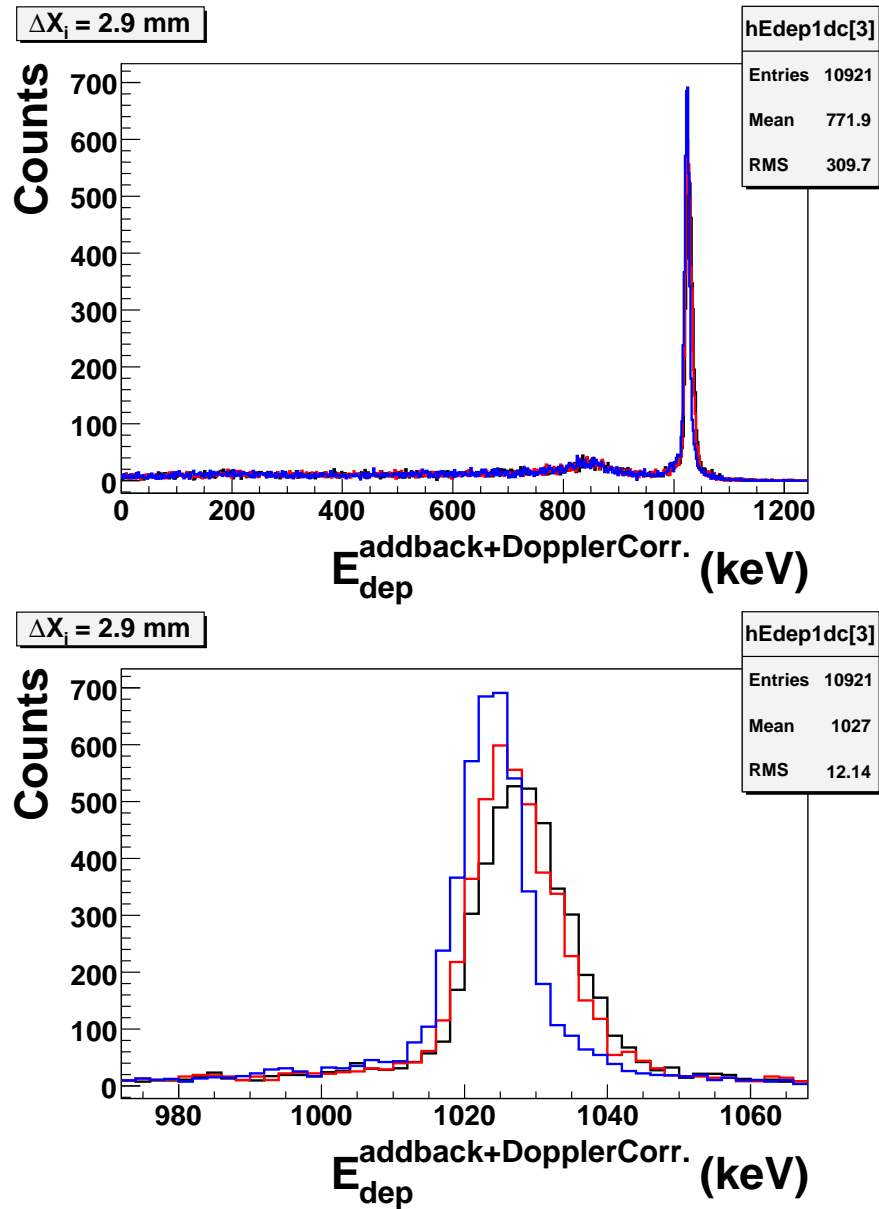 ΔX_i = 2.9 mm
hEdep1dc[3]
Entries 10921
Mean 771.9
RMS 309.7
Counts
700
600
500
400
300
200
100
0
0 200 400 600 800 1000 1200
E_dep^addback+DopplerCorr. (keV)
ΔX_i = 2.9 mm
hEdep1dc[3]
Entries 10921
Mean 1027
RMS 12.14
Counts
700
600
500
400
300
200
100
0
980 1000 1020 1040 1060
E_dep^addback+DopplerCorr. (keV)